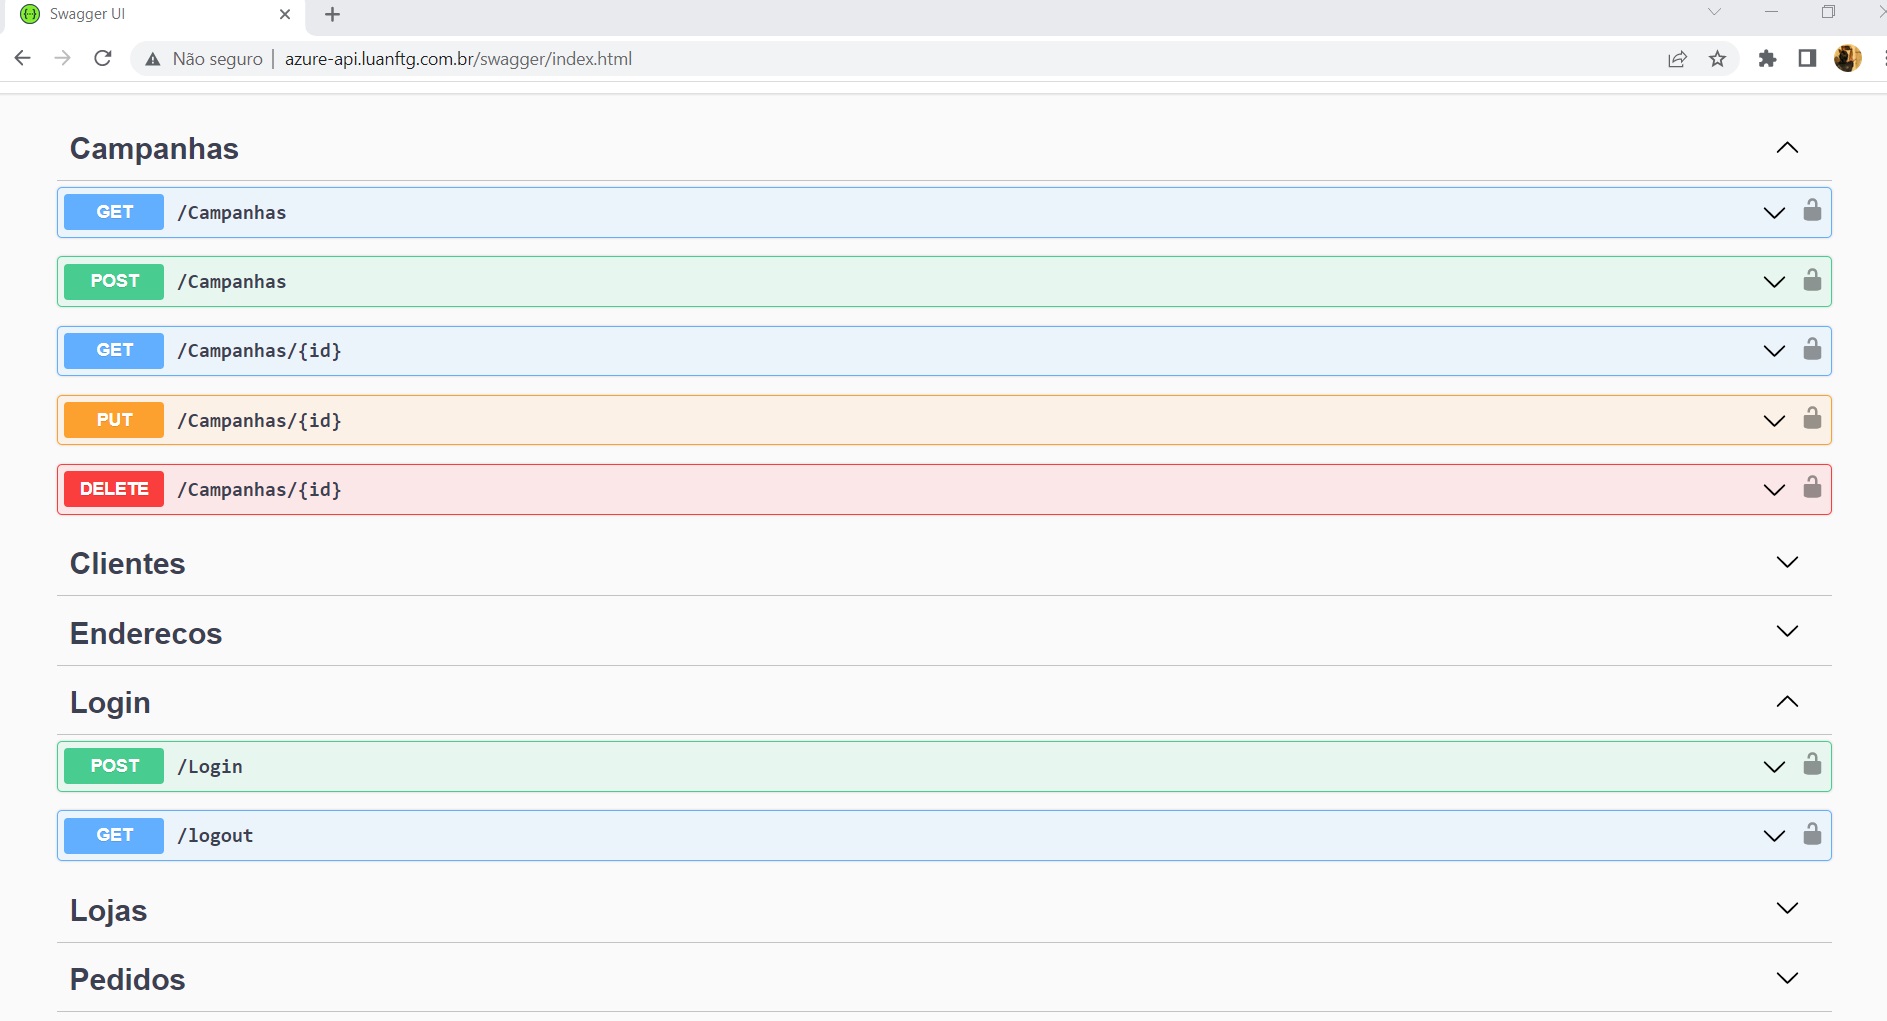 Swagger UI
Não seguro | azure-api.luanftg.com.br/swagger/index.html
Campanhas
GET /Campanhas
POST /Campanhas
GET /Campanhas/{id}
PUT /Campanhas/{id}
DELETE /Campanhas/{id}
Clientes
Enderecos
Login
POST /Login
GET /logout
Lojas
Pedidos